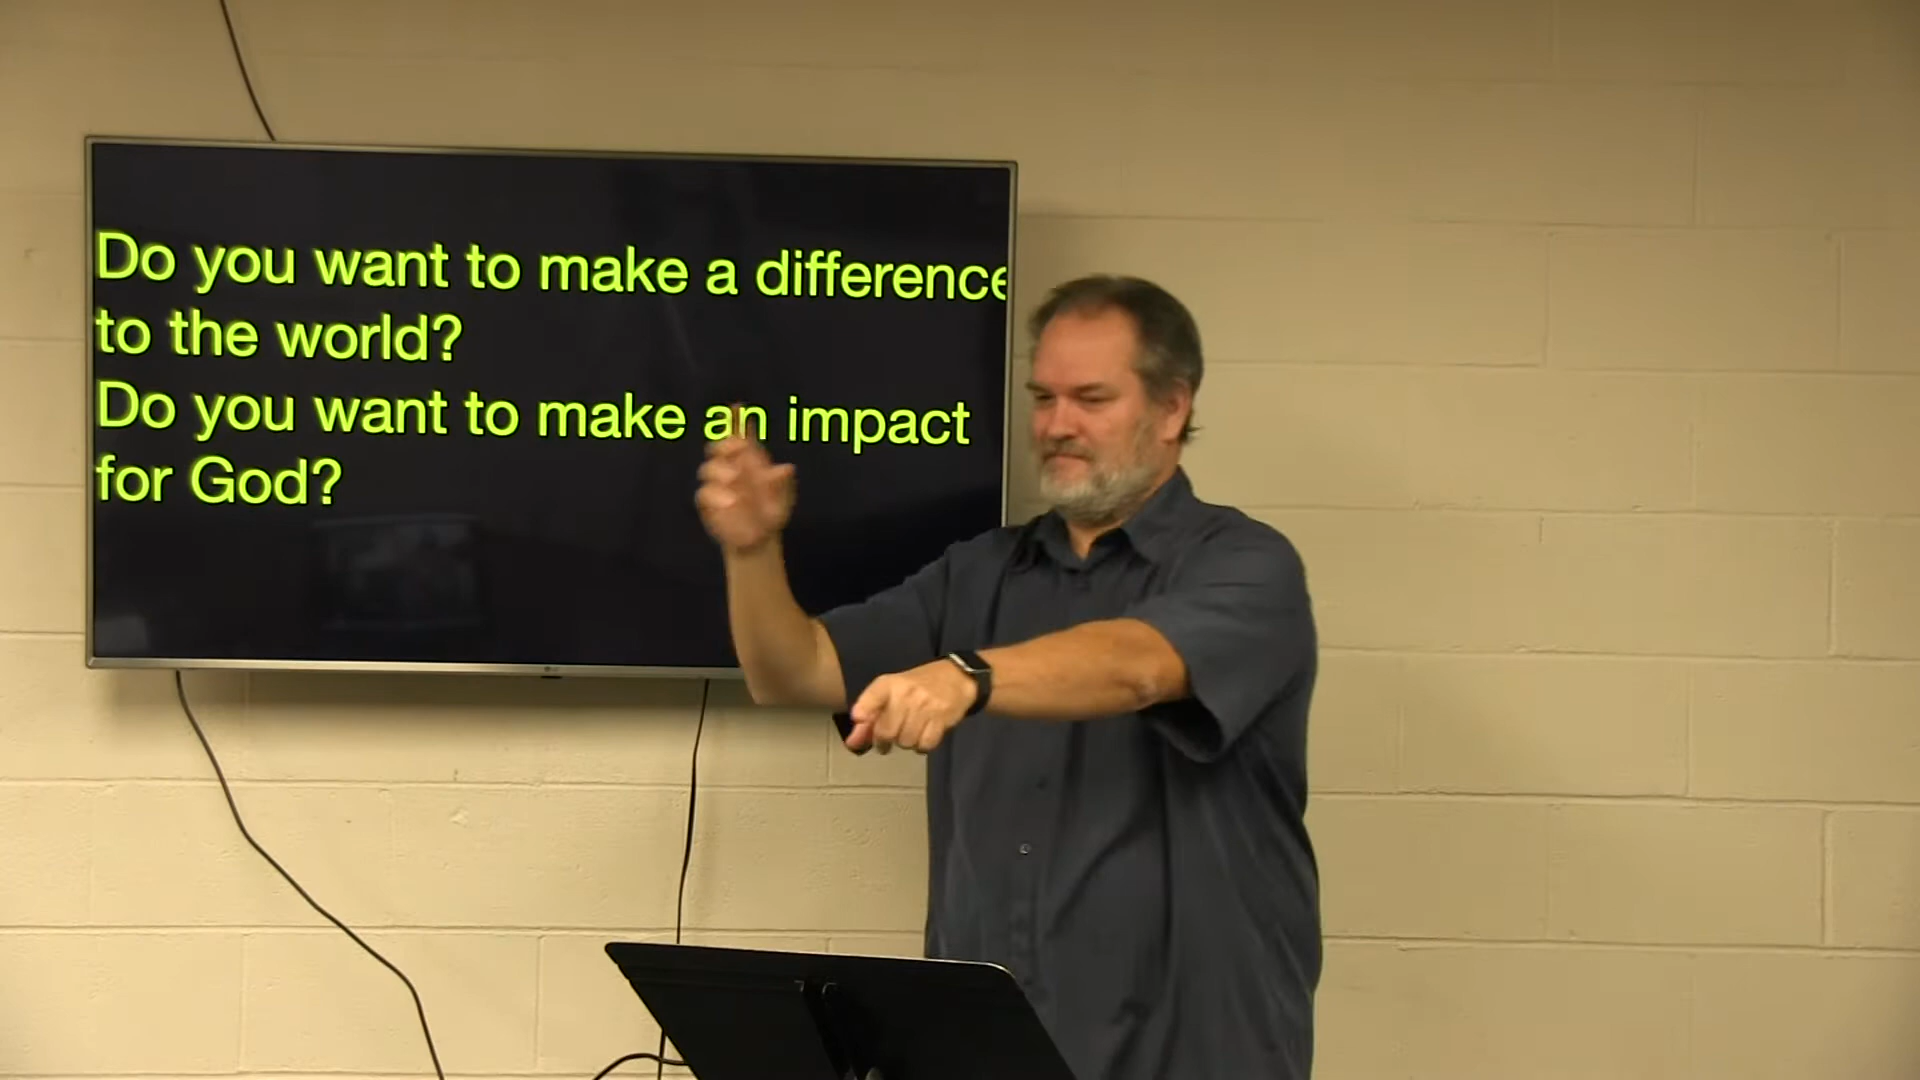 Do you want to make a difference
to the world?
Do you want to make an impact
for God?